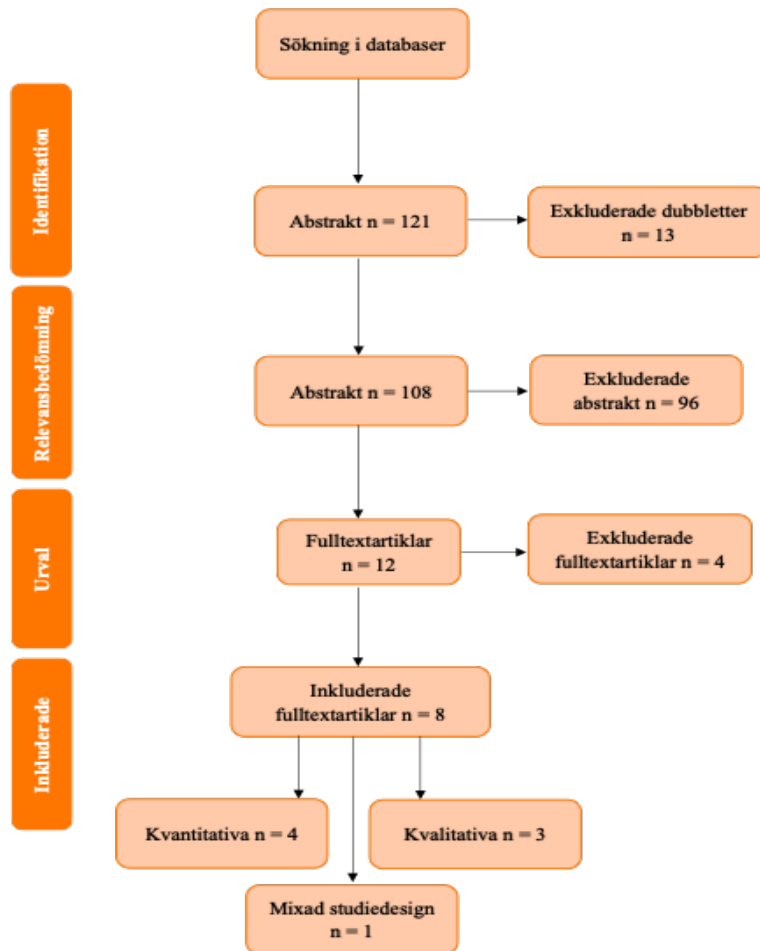 Sökning i databaser
Identifikation
Abstrakt n = 121
Exkluderade dubbletter
n = 13
Relevansbedömning
Abstrakt n = 108
Exkluderade
abstrakt n = 96
Urval
Fulltextartiklar
n = 12
Exkluderade
fulltextartiklar n = 4
Inkluderade
Inkluderade
fulltextartiklar n = 8
Kvantitativa n = 4
Kvalitativa n = 3
Mixad studiedesign
n = 1